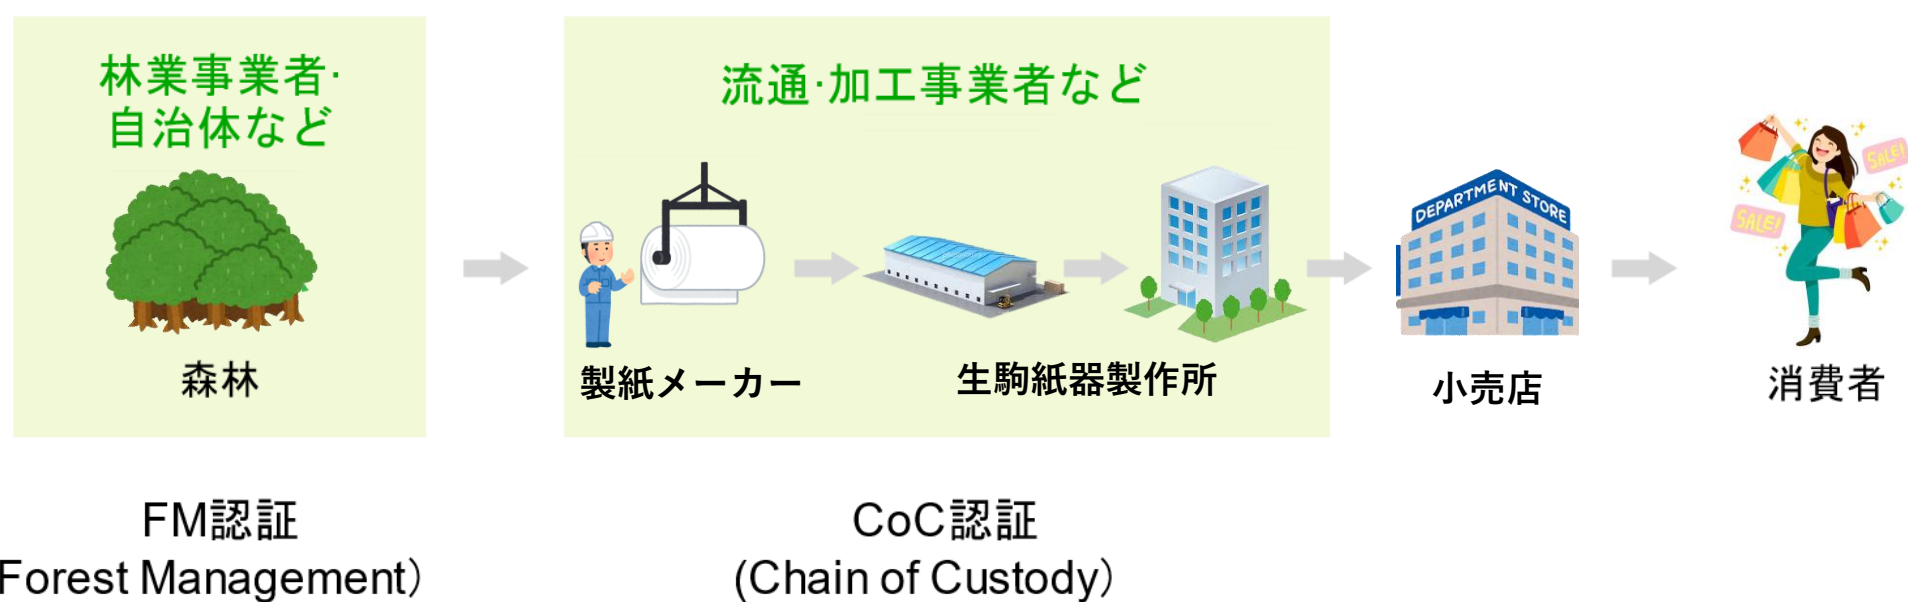 林業事業者·
自治体など
流通·加工事業者など
DEPARTMENT STORE
SALE!
SALE!
森林
製紙メーカー
生駒紙器製作所
小売店
消費者
FM認証
Forest Management）
CoC認証
(Chain of Custody）